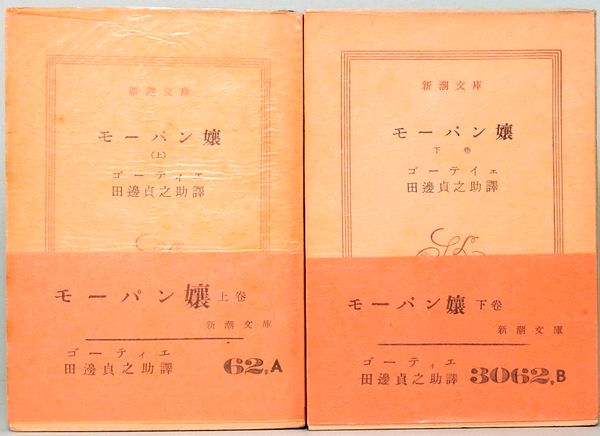 新潮文庫
モーパン嬢
(上)
ゴーティエ
田邊貞之助譯
モーパン嬢 上巻
新潮文庫
ゴーティエ
田邊貞之助譯
62,A
新潮文庫
モーパン嬢
下巻
ゴーテイエ
田邊貞之助譯
モーパン嬢 下巻
新潮文庫
ゴーティエ
田邊貞之助譯
3062,B